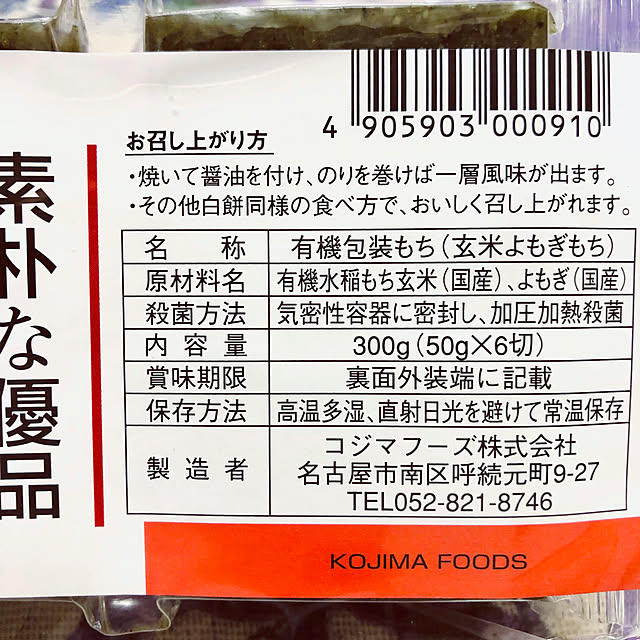 素朴な優品
4 905903 000910
お召し上がり方
・焼いて醤油を付け、のりを巻けば一層風味が出ます。
・その他白餅同様の食べ方で、おいしく召し上がれます。
名称 有機包装もち（玄米よもぎもち）
原材料名 有機水稲もち玄米（国産）、よもぎ（国産）
殺菌方法 気密性容器に密封し、加圧加熱殺菌
内容量 300g（50g×6切）
賞味期限 裏面外装端に記載
保存方法 高温多湿、直射日光を避けて常温保存
製造者 コジマフーズ株式会社
名古屋市南区呼続元町9-27
TEL052-821-8746
KOJIMA FOODS